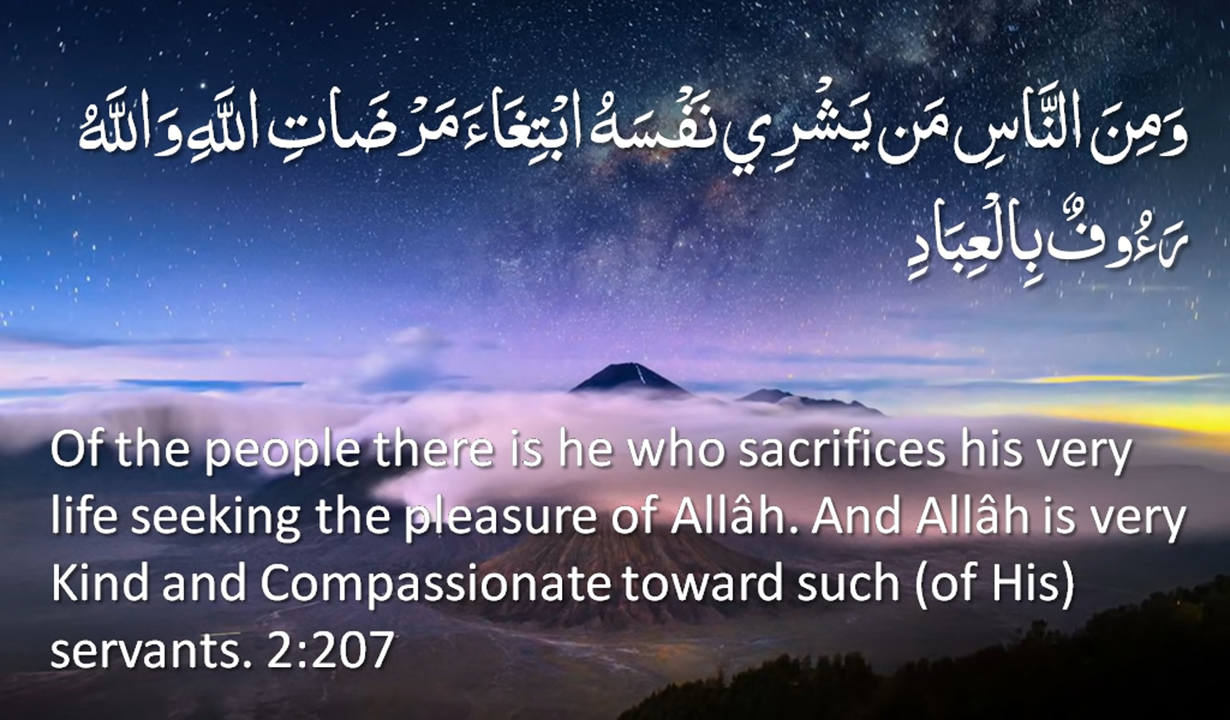 وَمِنَ النَّاسِ مَن يَشْرِي نَفْسَهُ ابْتِغَاءَ مَرْضَاتِ اللَّهِ وَاللَّهُ
رَءُوفٌ بِالْعِبَادِ
Of the people there is he who sacrifices his very
life seeking the pleasure of Allâh. And Allâh is very
Kind and Compassionate toward such (of His)
servants. 2:207